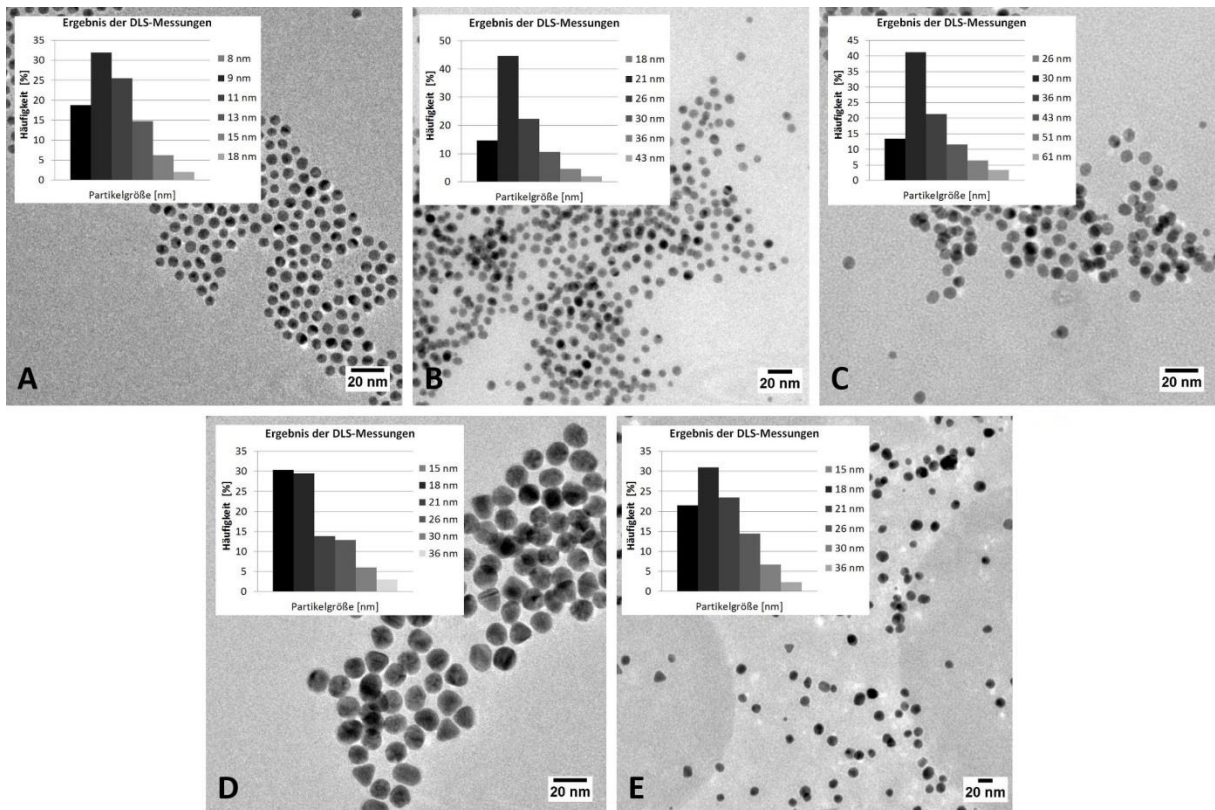 Ergebnis der DLS-Messungen
Häufigkeit [%]
35
30
25
20
15
10
5
0
8 nm
9 nm
11 nm
13 nm
15 nm
18 nm
Partikelgröße [nm]
A
20 nm
Ergebnis der DLS-Messungen
Häufigkeit [%]
50
40
30
20
10
0
18 nm
21 nm
26 nm
30 nm
36 nm
43 nm
Partikelgröße [nm]
B
20 nm
Ergebnis der DLS-Messungen
Häufigkeit [%]
45
40
35
30
25
20
15
10
5
0
26 nm
30 nm
36 nm
43 nm
51 nm
61 nm
Partikelgröße [nm]
C
20 nm
Ergebnis der DLS-Messungen
Häufigkeit [%]
35
30
25
20
15
10
5
0
15 nm
18 nm
21 nm
26 nm
30 nm
36 nm
Partikelgröße [nm]
D
20 nm
Ergebnis der DLS-Messungen
Häufigkeit [%]
35
30
25
20
15
10
5
0
15 nm
18 nm
21 nm
26 nm
30 nm
36 nm
Partikelgröße [nm]
E
20 nm